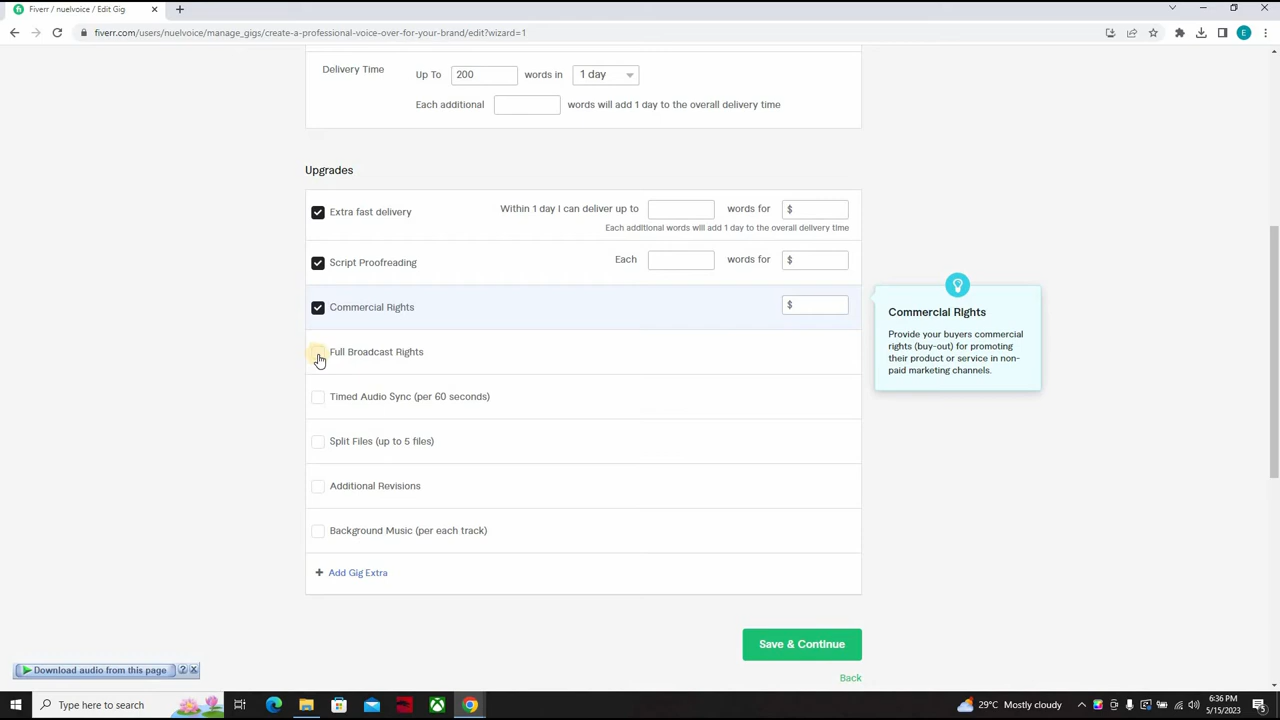 Fiverr / nuelvoice / Edit Gig
fiverr.com/users/nuelvoice/manage_gigs/create-a-professional-voice-over-for-your-brand/edit?wizard=1
E
Delivery Time
Up To 200 words in 1 day
Each additional words will add 1 day to the overall delivery time
Upgrades
Extra fast delivery Within 1 day I can deliver up to words for $
Each additional words will add 1 day to the overall delivery time
Script Proofreading Each words for $
Commercial Rights $
Commercial Rights
Provide your buyers commercial
rights (buy-out) for promoting
their product or service in non-
paid marketing channels.
Full Broadcast Rights
Timed Audio Sync (per 60 seconds)
Split Files (up to 5 files)
Additional Revisions
Background Music (per each track)
+ Add Gig Extra
Save & Continue
Back
Download audio from this page ? X
Type here to search
29°C Mostly cloudy
6:36 PM
5/15/2023